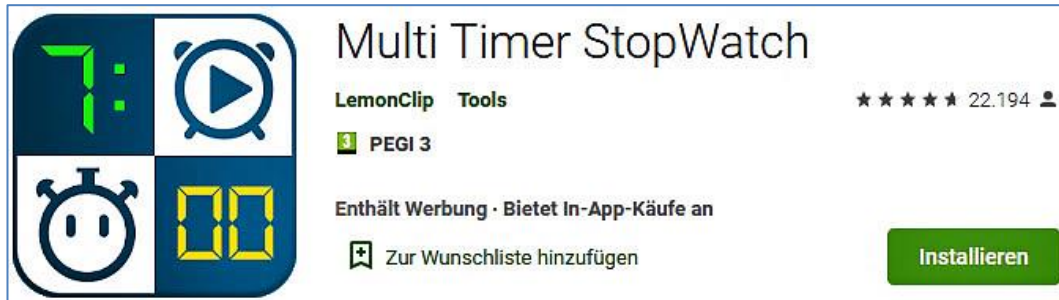 7:
00
Multi Timer StopWatch
LemonClip Tools
22.194
3 PEGI 3
Enthält Werbung · Bietet In-App-Käufe an
Zur Wunschliste hinzufügen
Installieren